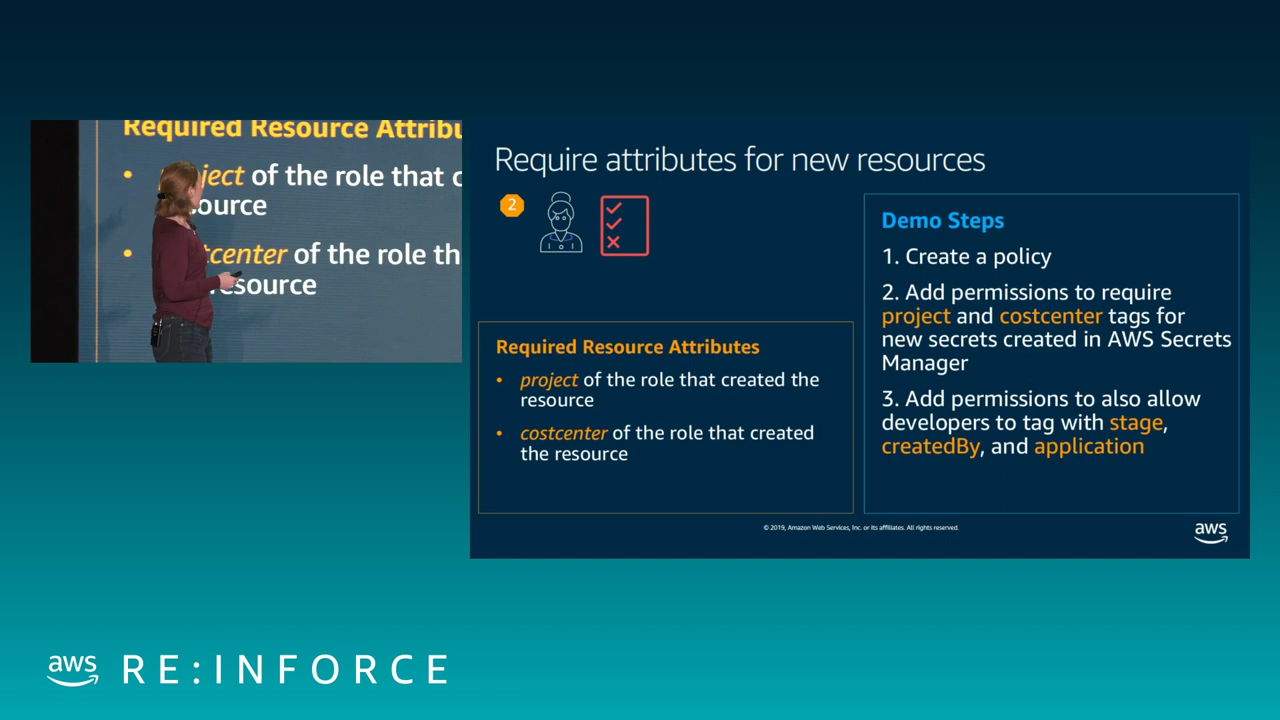 Required Resource Attribu
• ject of the role that c
source
• tcenter of the role th
resource
Require attributes for new resources
2
Required Resource Attributes
• project of the role that created the
resource
• costcenter of the role that created
the resource
Demo Steps
1. Create a policy
2. Add permissions to require
project and costcenter tags for
new secrets created in AWS Secrets
Manager
3. Add permissions to also allow
developers to tag with stage,
createdBy, and application
© 2019, Amazon Web Services, Inc. or its affiliates. All rights reserved.
aws
aws RE:INFORCE